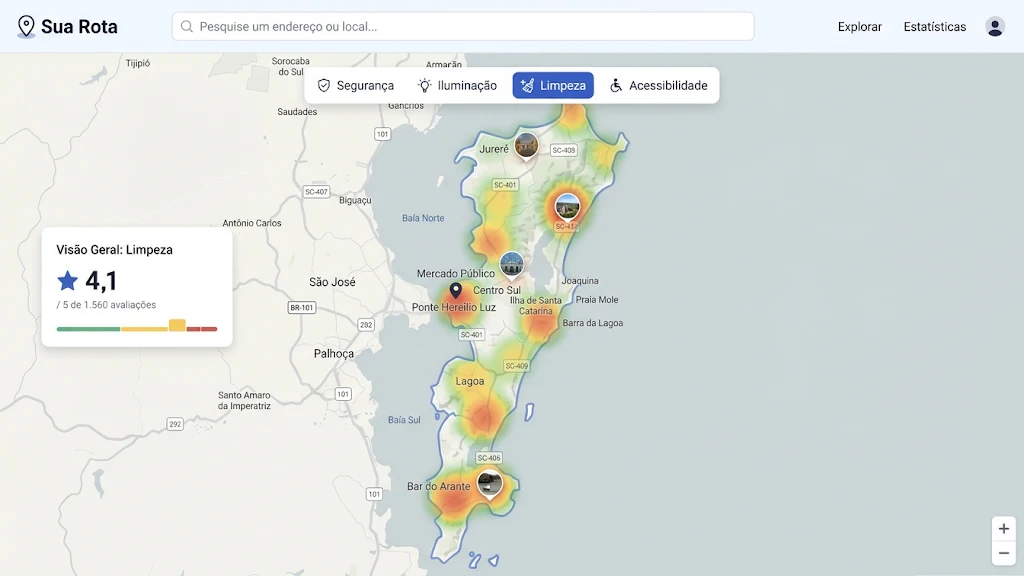 Sua Rota
Pesquise um endereço ou local...
Explorar
Estatísticas
Segurança
Iluminação
Limpeza
Acessibilidade
Tijipió
Sorocaba
do Sul
Armarãn
Saudades
Ganchos
101
Jurerê
SC-408
SC-401
SC-407
Biguaçu
Antônio Carlos
Baía Norte
Visão Geral: Limpeza
4,1
/ 5 de 1.560 avaliações
Mercado Público
São José
Centro Sul
Joaquina
Ilha de Santa
Catarina
Praia Mole
BR-101
Ponte Hereilio Luz
292
Barra da Lagoa
SC-401
Palhoça
SC-409
Lagoa
Santo Amaro
da Imperatriz
101
292
Baía Sul
SC-406
Bar do Arante
101
+
−